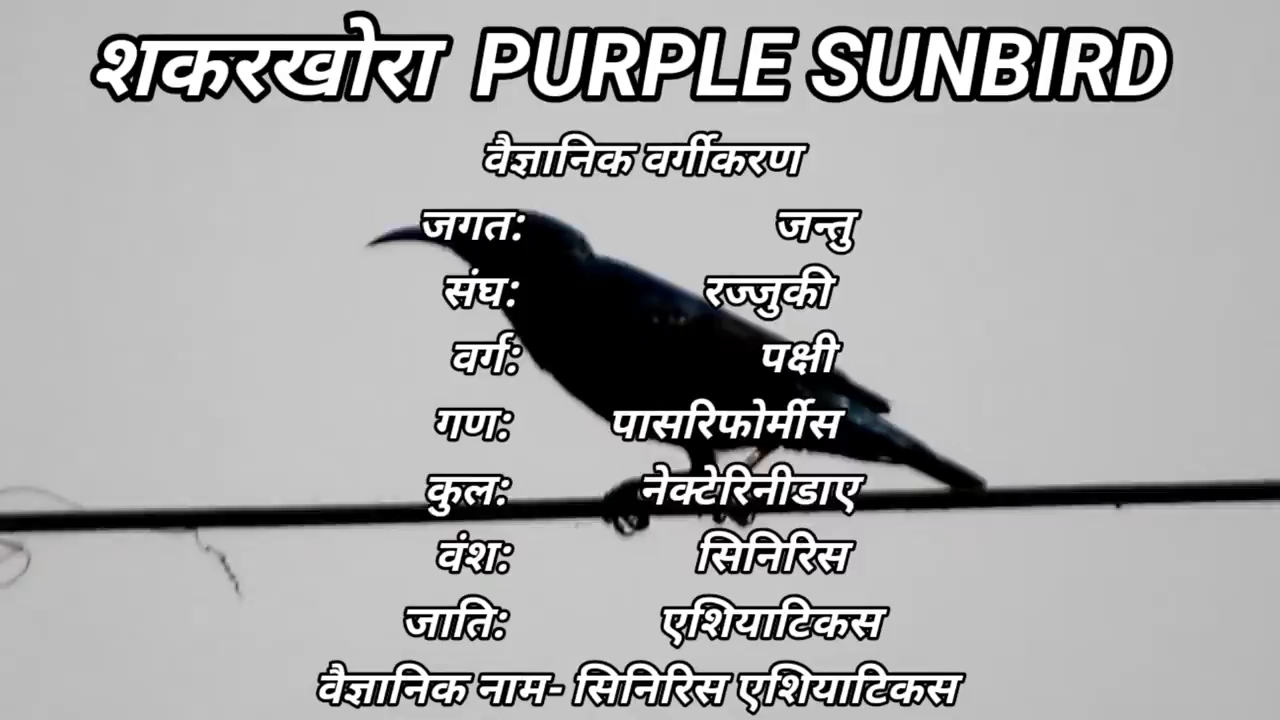 शकरखोरा PURPLE SUNBIRD
वैज्ञानिक वर्गीकरण
जगत: जन्तु
संघ: रज्जुकी
वर्ग: पक्षी
गण: पासरिफोर्मीस
कुल: नेक्टेरिनीडाए
वंश: सिनिरिस
जाति: एशियाटिकस
वैज्ञानिक नाम- सिनिरिस एशियाटिकस